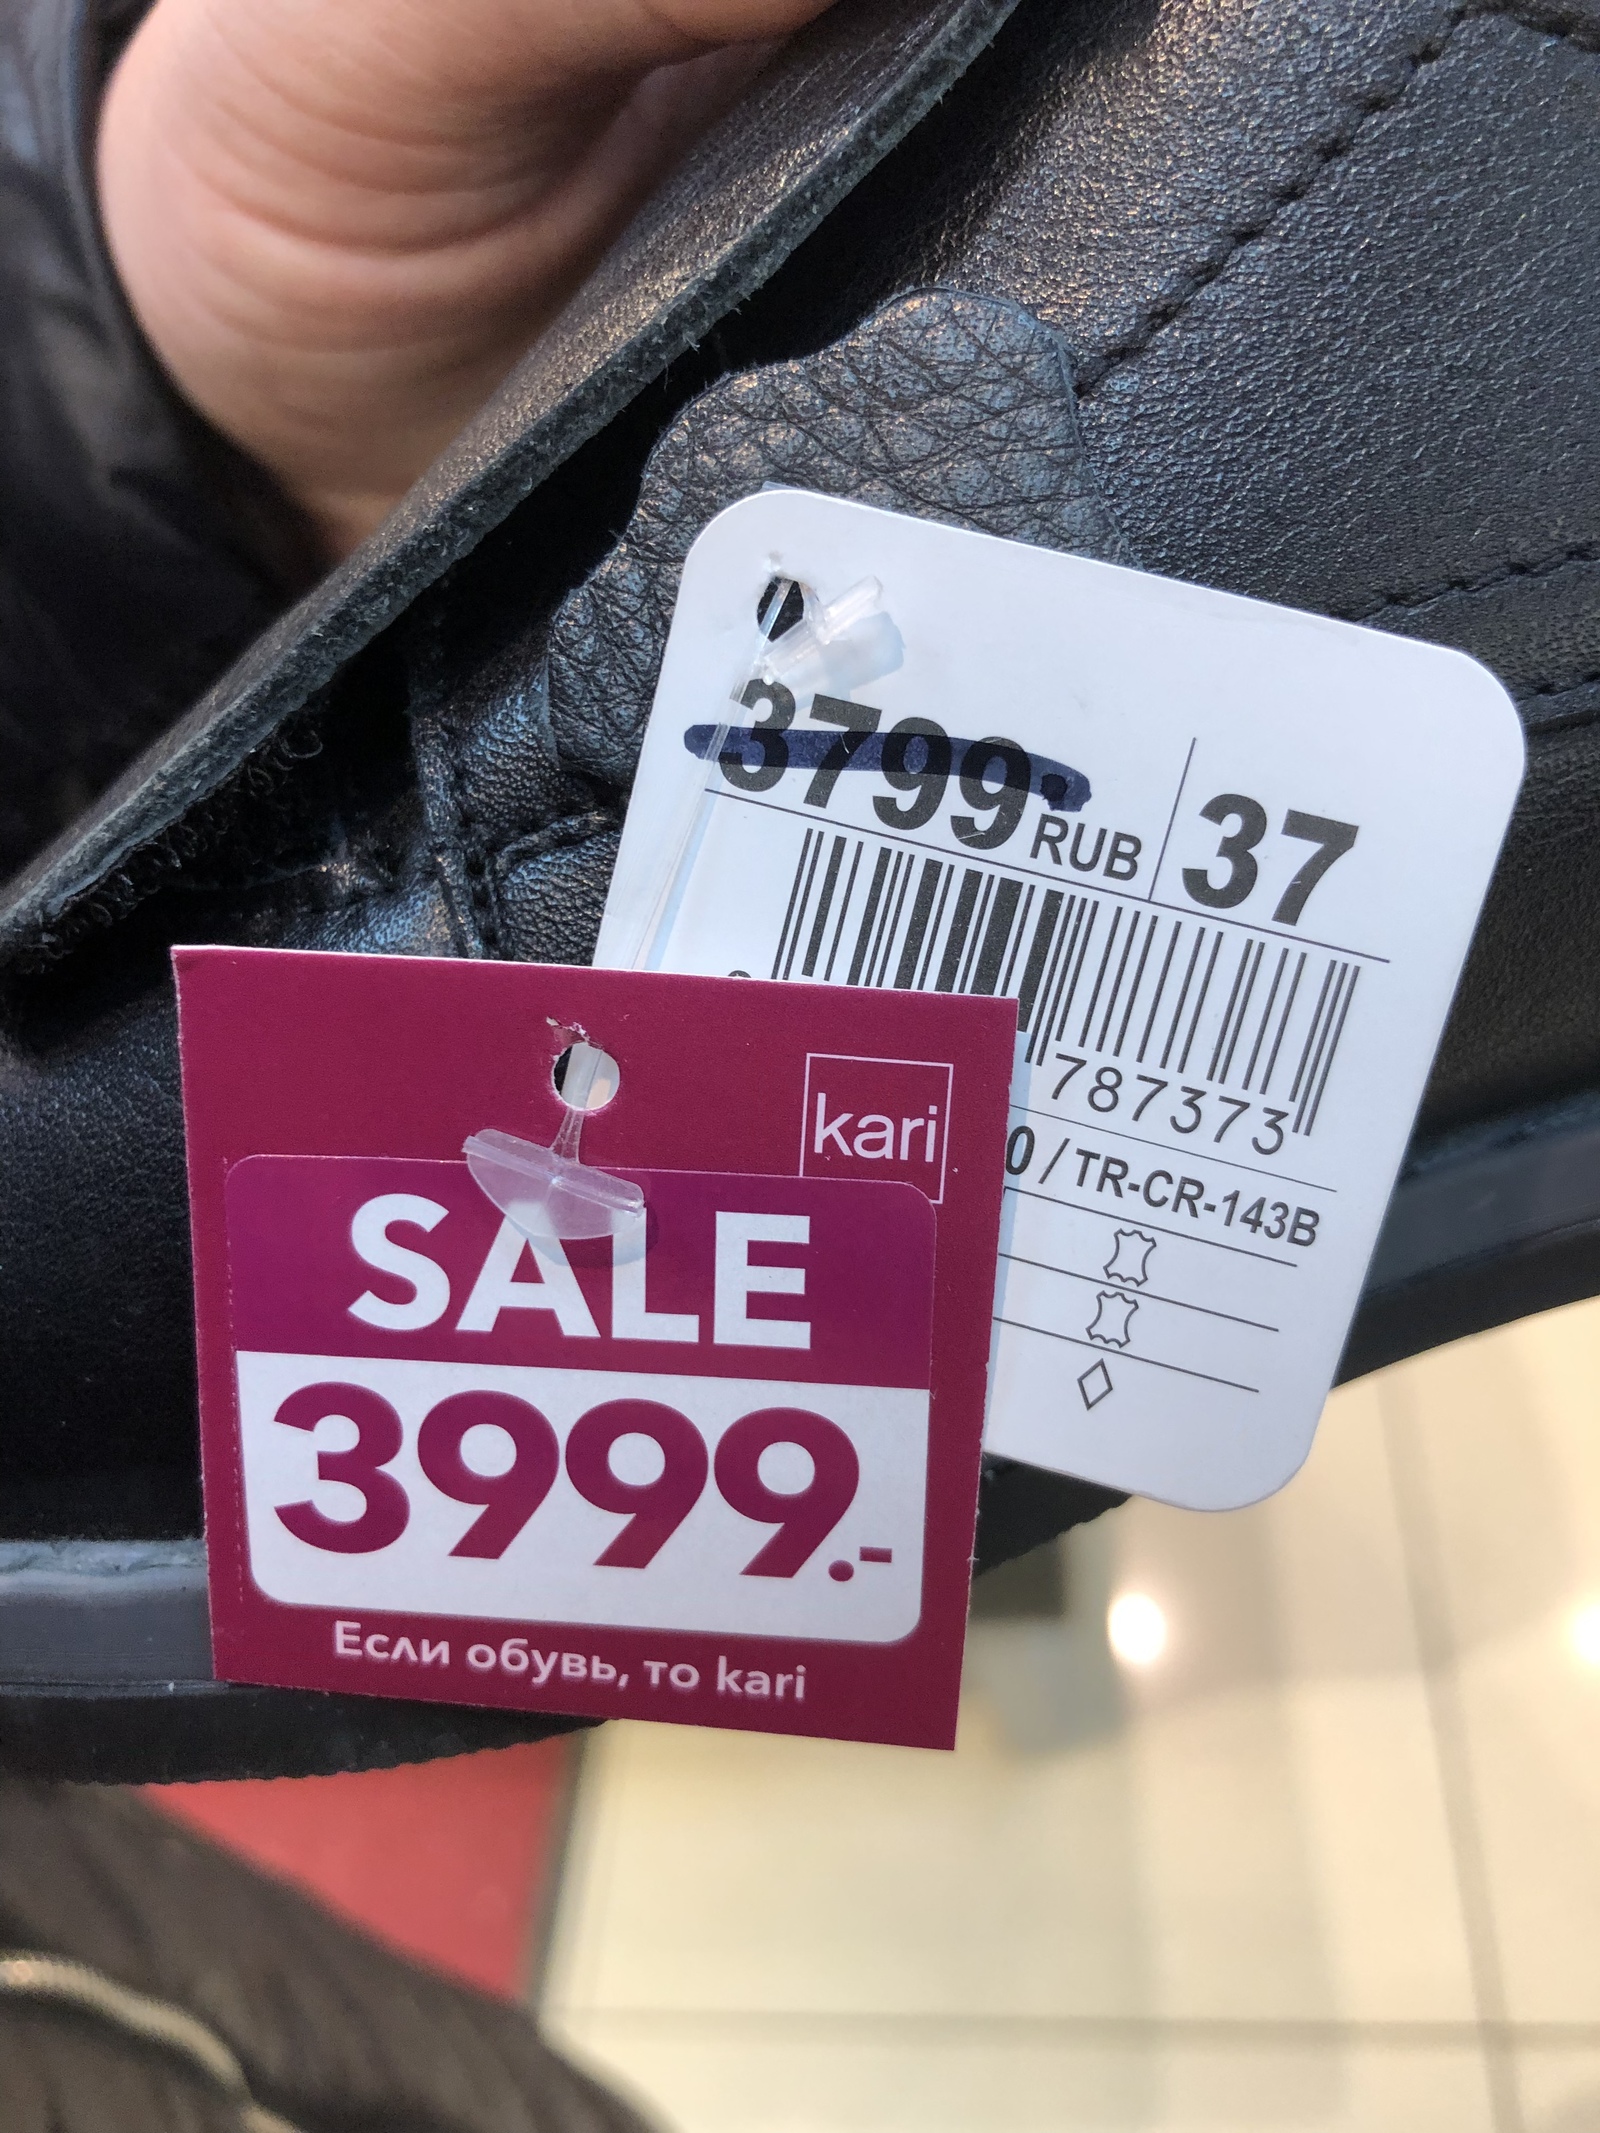 3799. RUB 37
787373
0 / TR-CR-143B
kari
SALE
3999.-
Если обувь, то kari